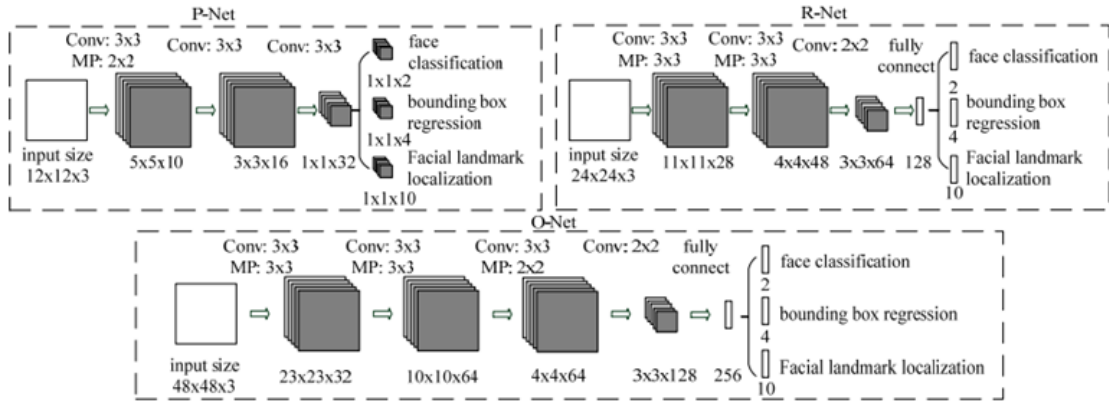 P-Net
Conv: 3x3 Conv: 3x3 Conv: 3x3
MP: 2x2
face
classification
1x1x2
bounding box
regression
1x1x4
Facial landmark
localization
1x1x10
input size
12x12x3
5x5x10
3x3x16
1x1x32
R-Net
Conv: 3x3 Conv: 3x3 Conv: 2x2 fully
MP: 3x3 MP: 3x3 connect
face classification
2
bounding box
regression
4
Facial landmark
localization
10
input size
24x24x3
11x11x28
4x4x48
3x3x64
128
O-Net
Conv: 3x3 Conv: 3x3 Conv: 3x3 Conv: 2x2 fully
MP: 3x3 MP: 3x3 MP: 2x2 connect
face classification
2
bounding box regression
4
Facial landmark localization
10
input size
48x48x3
23x23x32
10x10x64
4x4x64
3x3x128
256